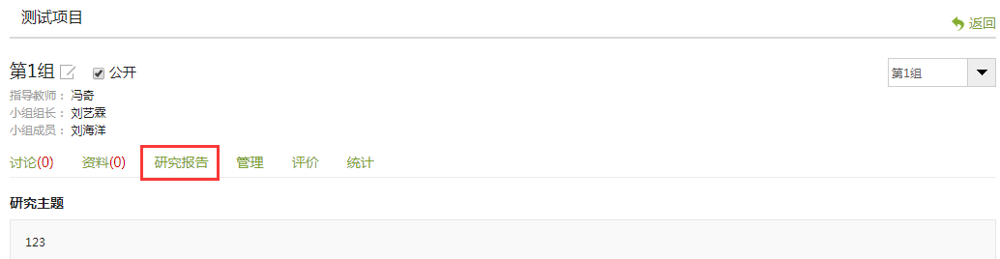 测试项目
返回
第1组 公开
第1组
指导教师： 冯奇
小组组长： 刘艺霖
小组成员： 刘海洋
讨论(0) 资料(0) 研究报告 管理 评价 统计
研究主题
123